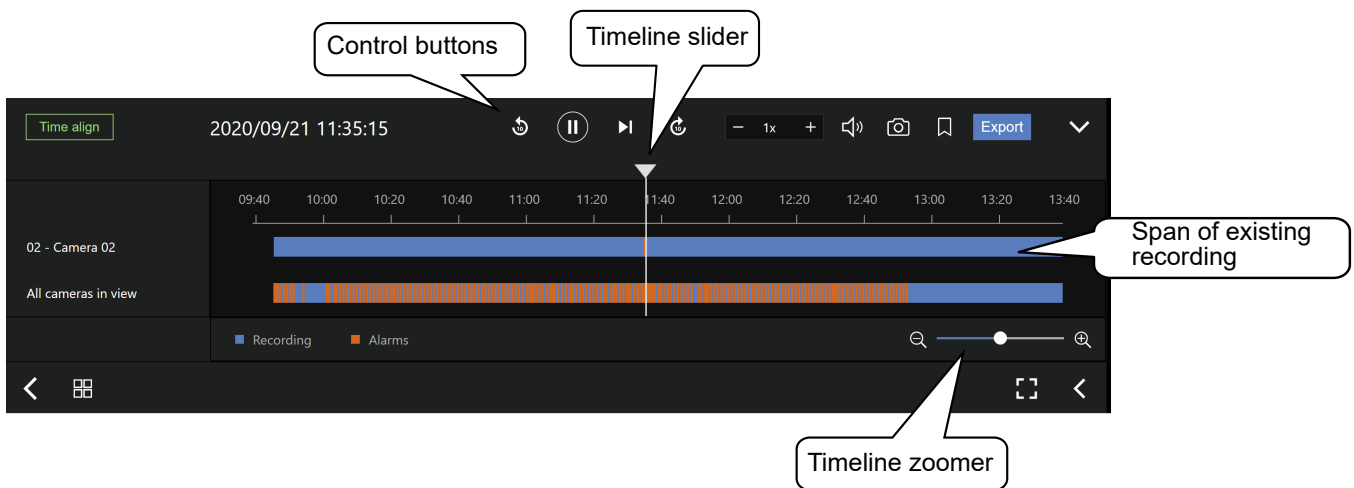 Control buttons
Timeline slider
Time align
2020/09/21 11:35:15
10
10
1x
Export
09:40 10:00 10:20 10:40 11:00 11:20 11:40 12:00 12:20 12:40 13:00 13:20 13:40
02 - Camera 02
Span of existing
recording
All cameras in view
Recording Alarms
Timeline zoomer